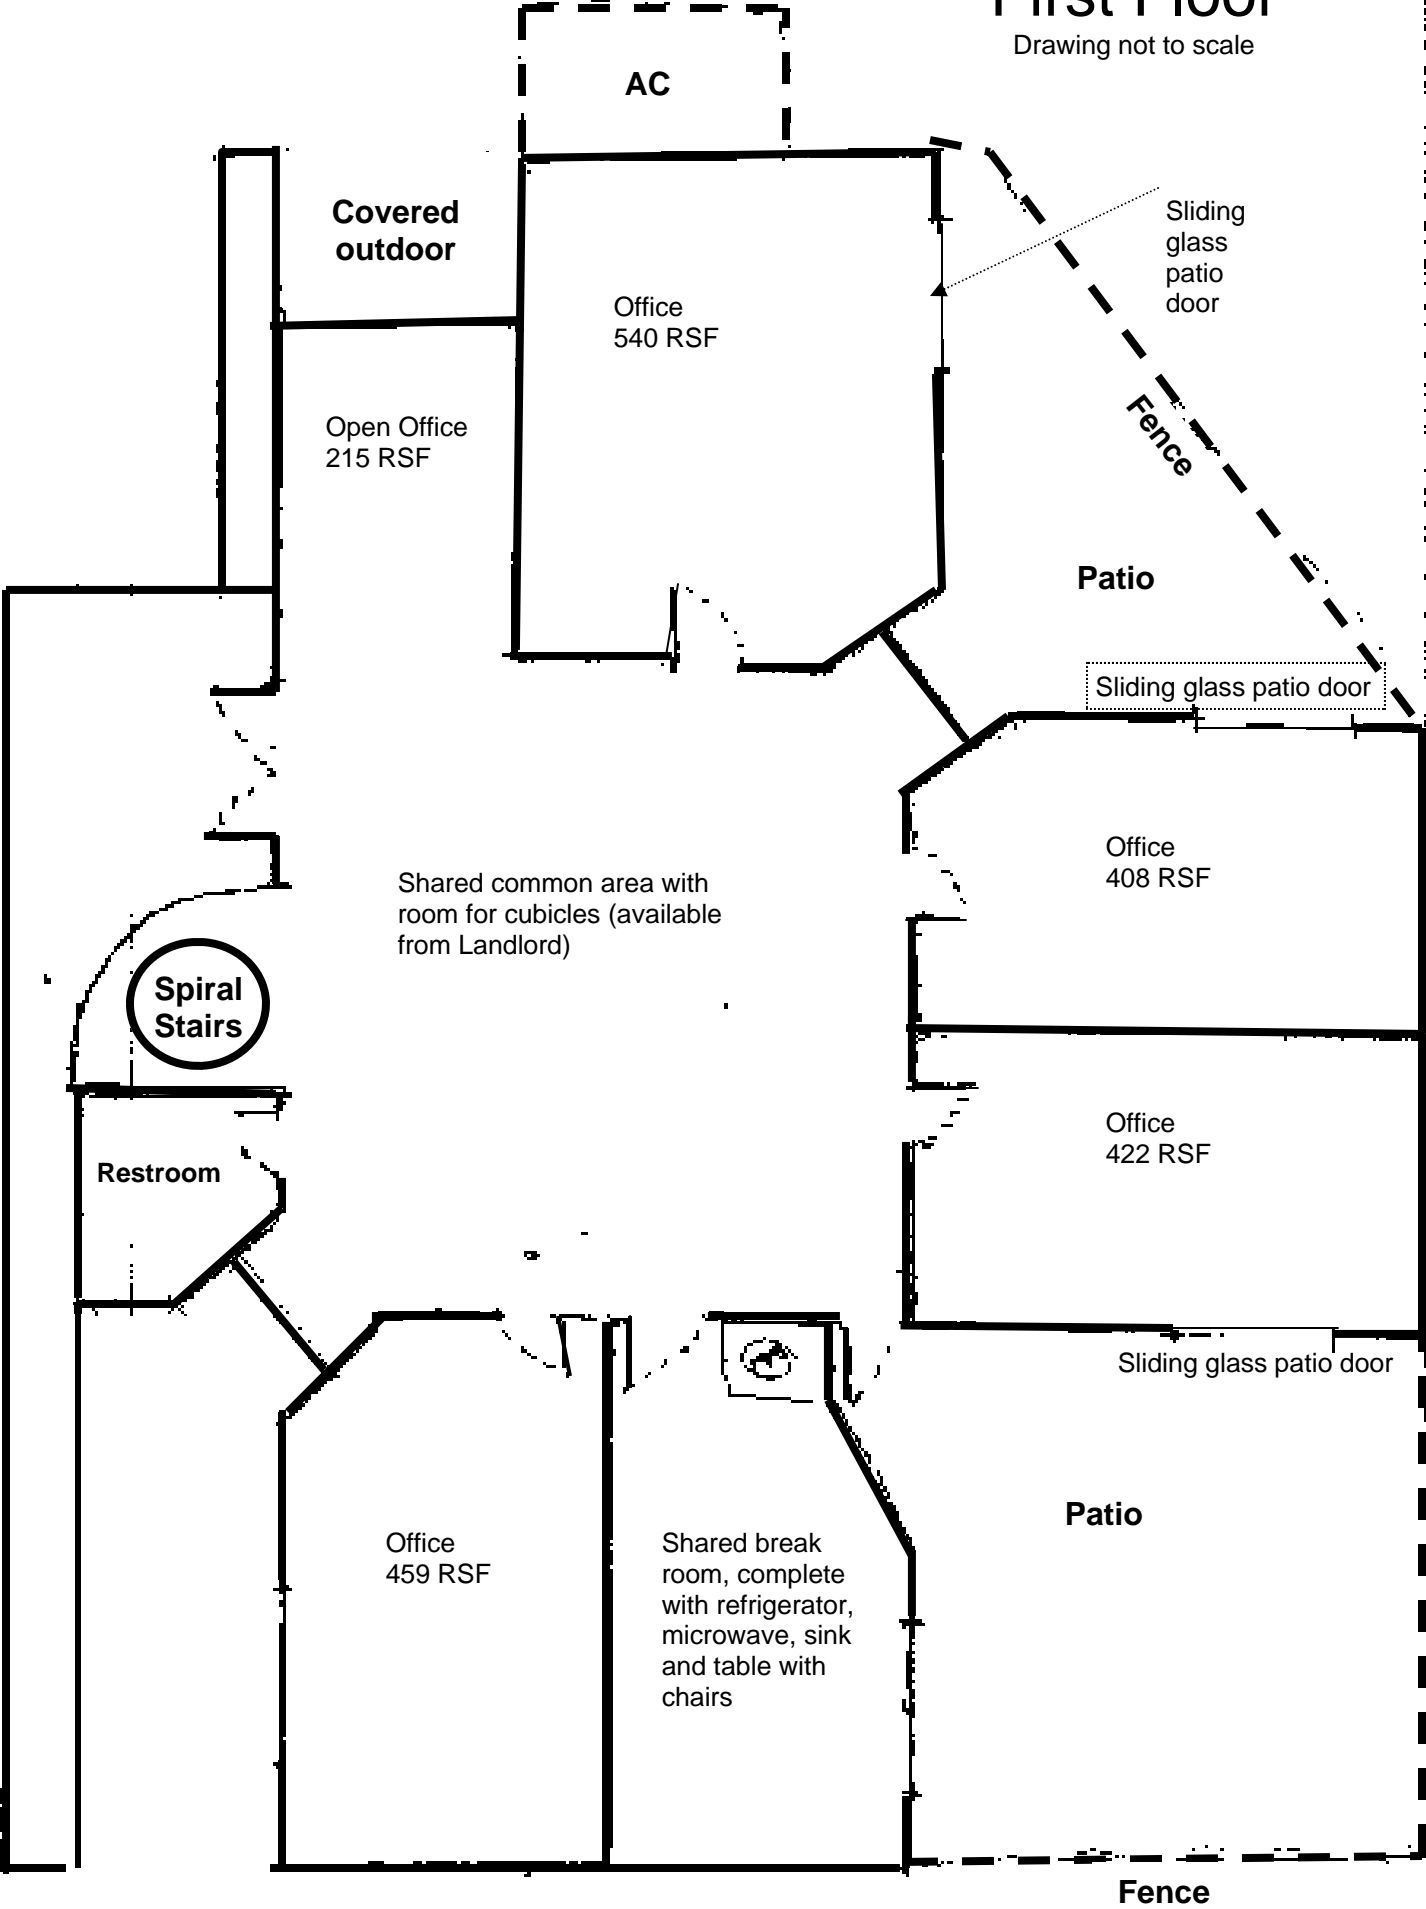 First Floor
Drawing not to scale
AC
Covered
outdoor
Sliding
glass
patio
door
Office
540 RSF
Open Office
215 RSF
Fence
Patio
Sliding glass patio door
Office
408 RSF
Shared common area with
room for cubicles (available
from Landlord)
Spiral
Stairs
Office
422 RSF
Restroom
Sliding glass patio door
Patio
Office
459 RSF
Shared break
room, complete
with refrigerator,
microwave, sink
and table with
chairs
Fence